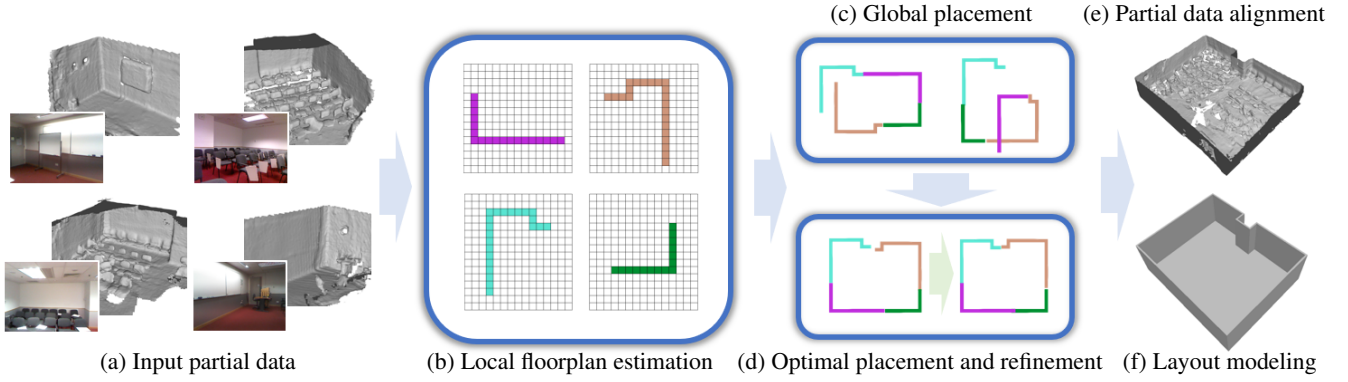 (c) Global placement
(e) Partial data alignment
(a) Input partial data
(b) Local floorplan estimation
(d) Optimal placement and refinement
(f) Layout modeling